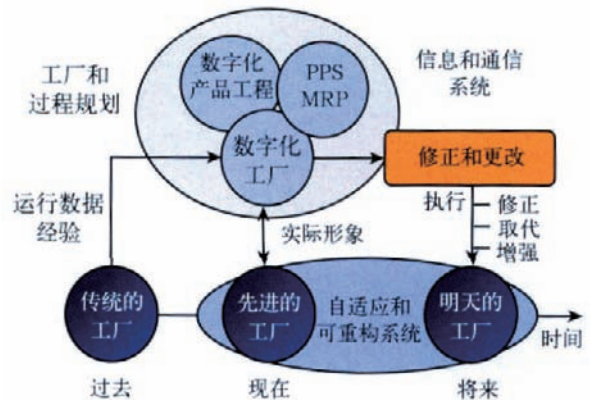 工厂和
过程规划
数字化
产品工程
PPS
MRP
信息和通信
系统
数字化
工厂
修正和更改
运行数据
经验
实际形象
执行
修正
取代
增强
传统的
工厂
先进的
工厂
自适应和
可重构系统
明天的
工厂
时间
过去
现在
将来